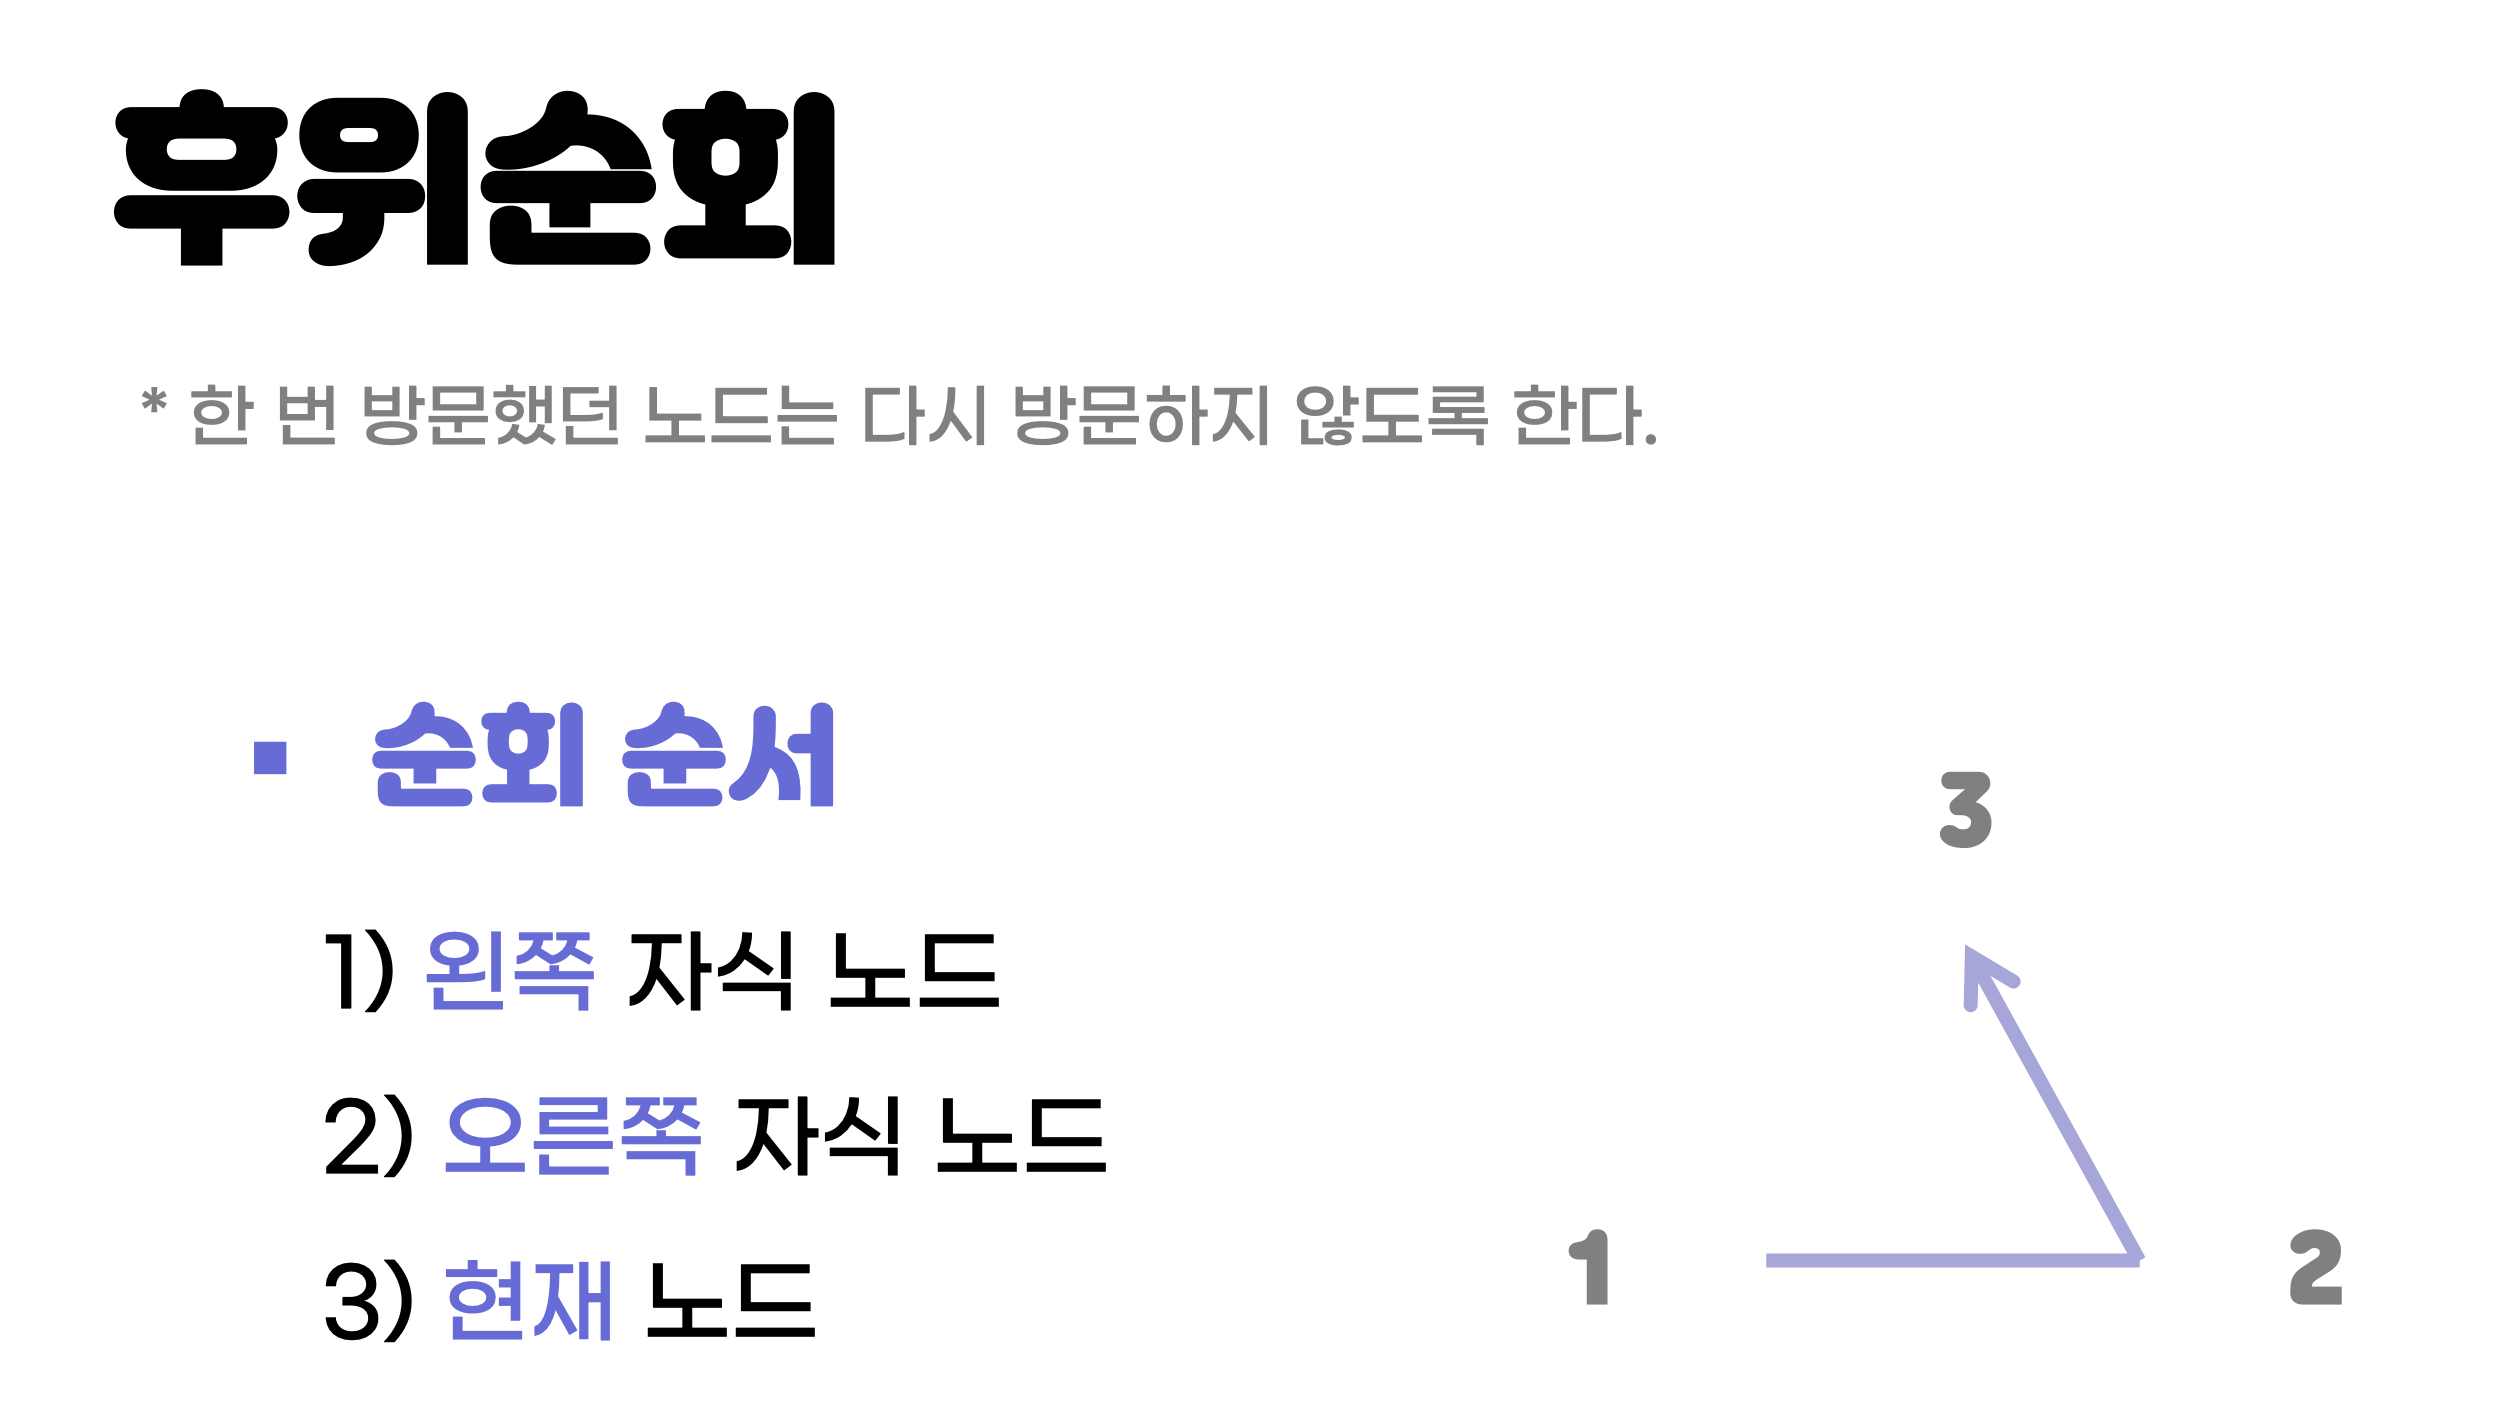 후위순회
* 한 번 방문했던 노드를 다시 방하지 않도록 한다.
▪ 순회 순서
3
1) 왼쪽 자식 노드
2) 오른쪽 자식 노드
1
2
3) 현재 노드